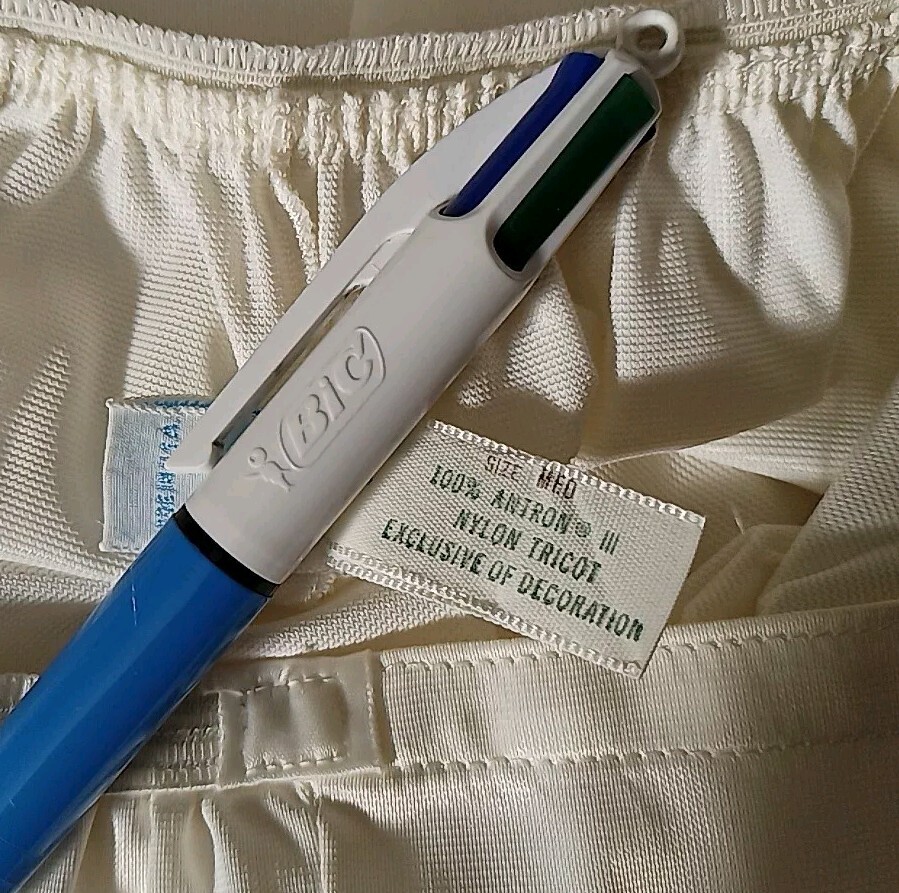 BIC
SIZE MED
100% ANTRON® III
NYLON TRICOT
EXCLUSIVE OF DECORATION